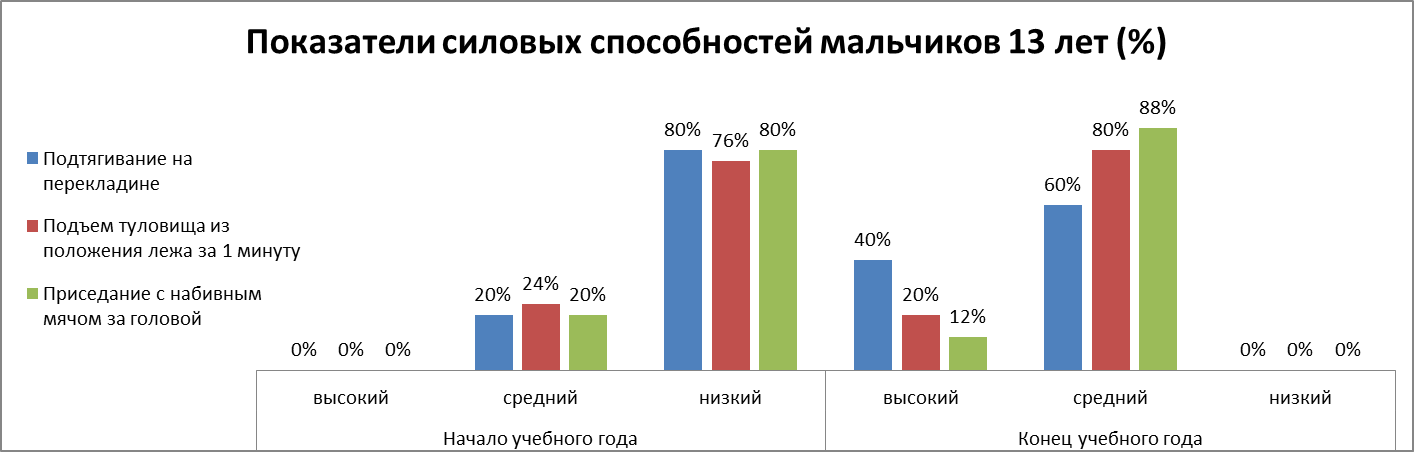 Показатели силовых способностей мальчиков 13 лет (%)
Подтягивание на
перекладине
Подъем туловища из
положения лежа за 1 минуту
Приседание с набивным
мячом за головой
0% 0% 0%
20% 24% 20%
80% 76% 80%
40% 20% 12%
60% 80% 88%
0% 0% 0%
высокий средний низкий высокий средний низкий
Начало учебного года Конец учебного года